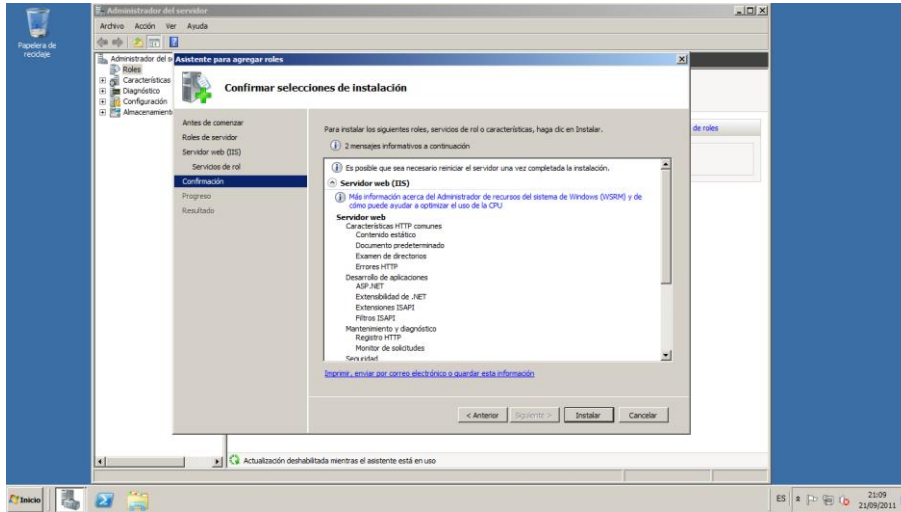 Papelera de
reciclaje
Administrador del servidor
Archivo Acción Ver Ayuda
Administrador del s
Roles
Características
Diagnóstico
Configuración
Almacenamient
Asistente para agregar roles
Confirmar selecciones de instalación
Antes de comenzar
Roles de servidor
Servidor web (IIS)
Servicios de rol
Confirmación
Progreso
Resultado
Para instalar los siguientes roles, servicios de rol o características, haga clic en Instalar.
2 mensajes informativos a continuación
Es posible que sea necesario reiniciar el servidor una vez completada la instalación.
Servidor web (IIS)
Más información acerca del Administrador de recursos del sistema de Windows (WSRM) y de
cómo puede ayudar a optimizar el uso de la CPU
Servidor web
Características HTTP comunes
Contenido estático
Documento predeterminado
Examen de directorios
Errores HTTP
Desarrollo de aplicaciones
ASP.NET
Extensibilidad de .NET
Extensiones ISAPI
Filtros ISAPI
Mantenimiento y diagnóstico
Registro HTTP
Monitor de solicitudes
Seguridad
Imprimir, enviar por correo electrónico o guardar esta información
< Anterior Siguiente > Instalar Cancelar
de roles
Actualización deshabilitada mientras el asistente está en uso
Inicio
ES
21:09
21/09/2011